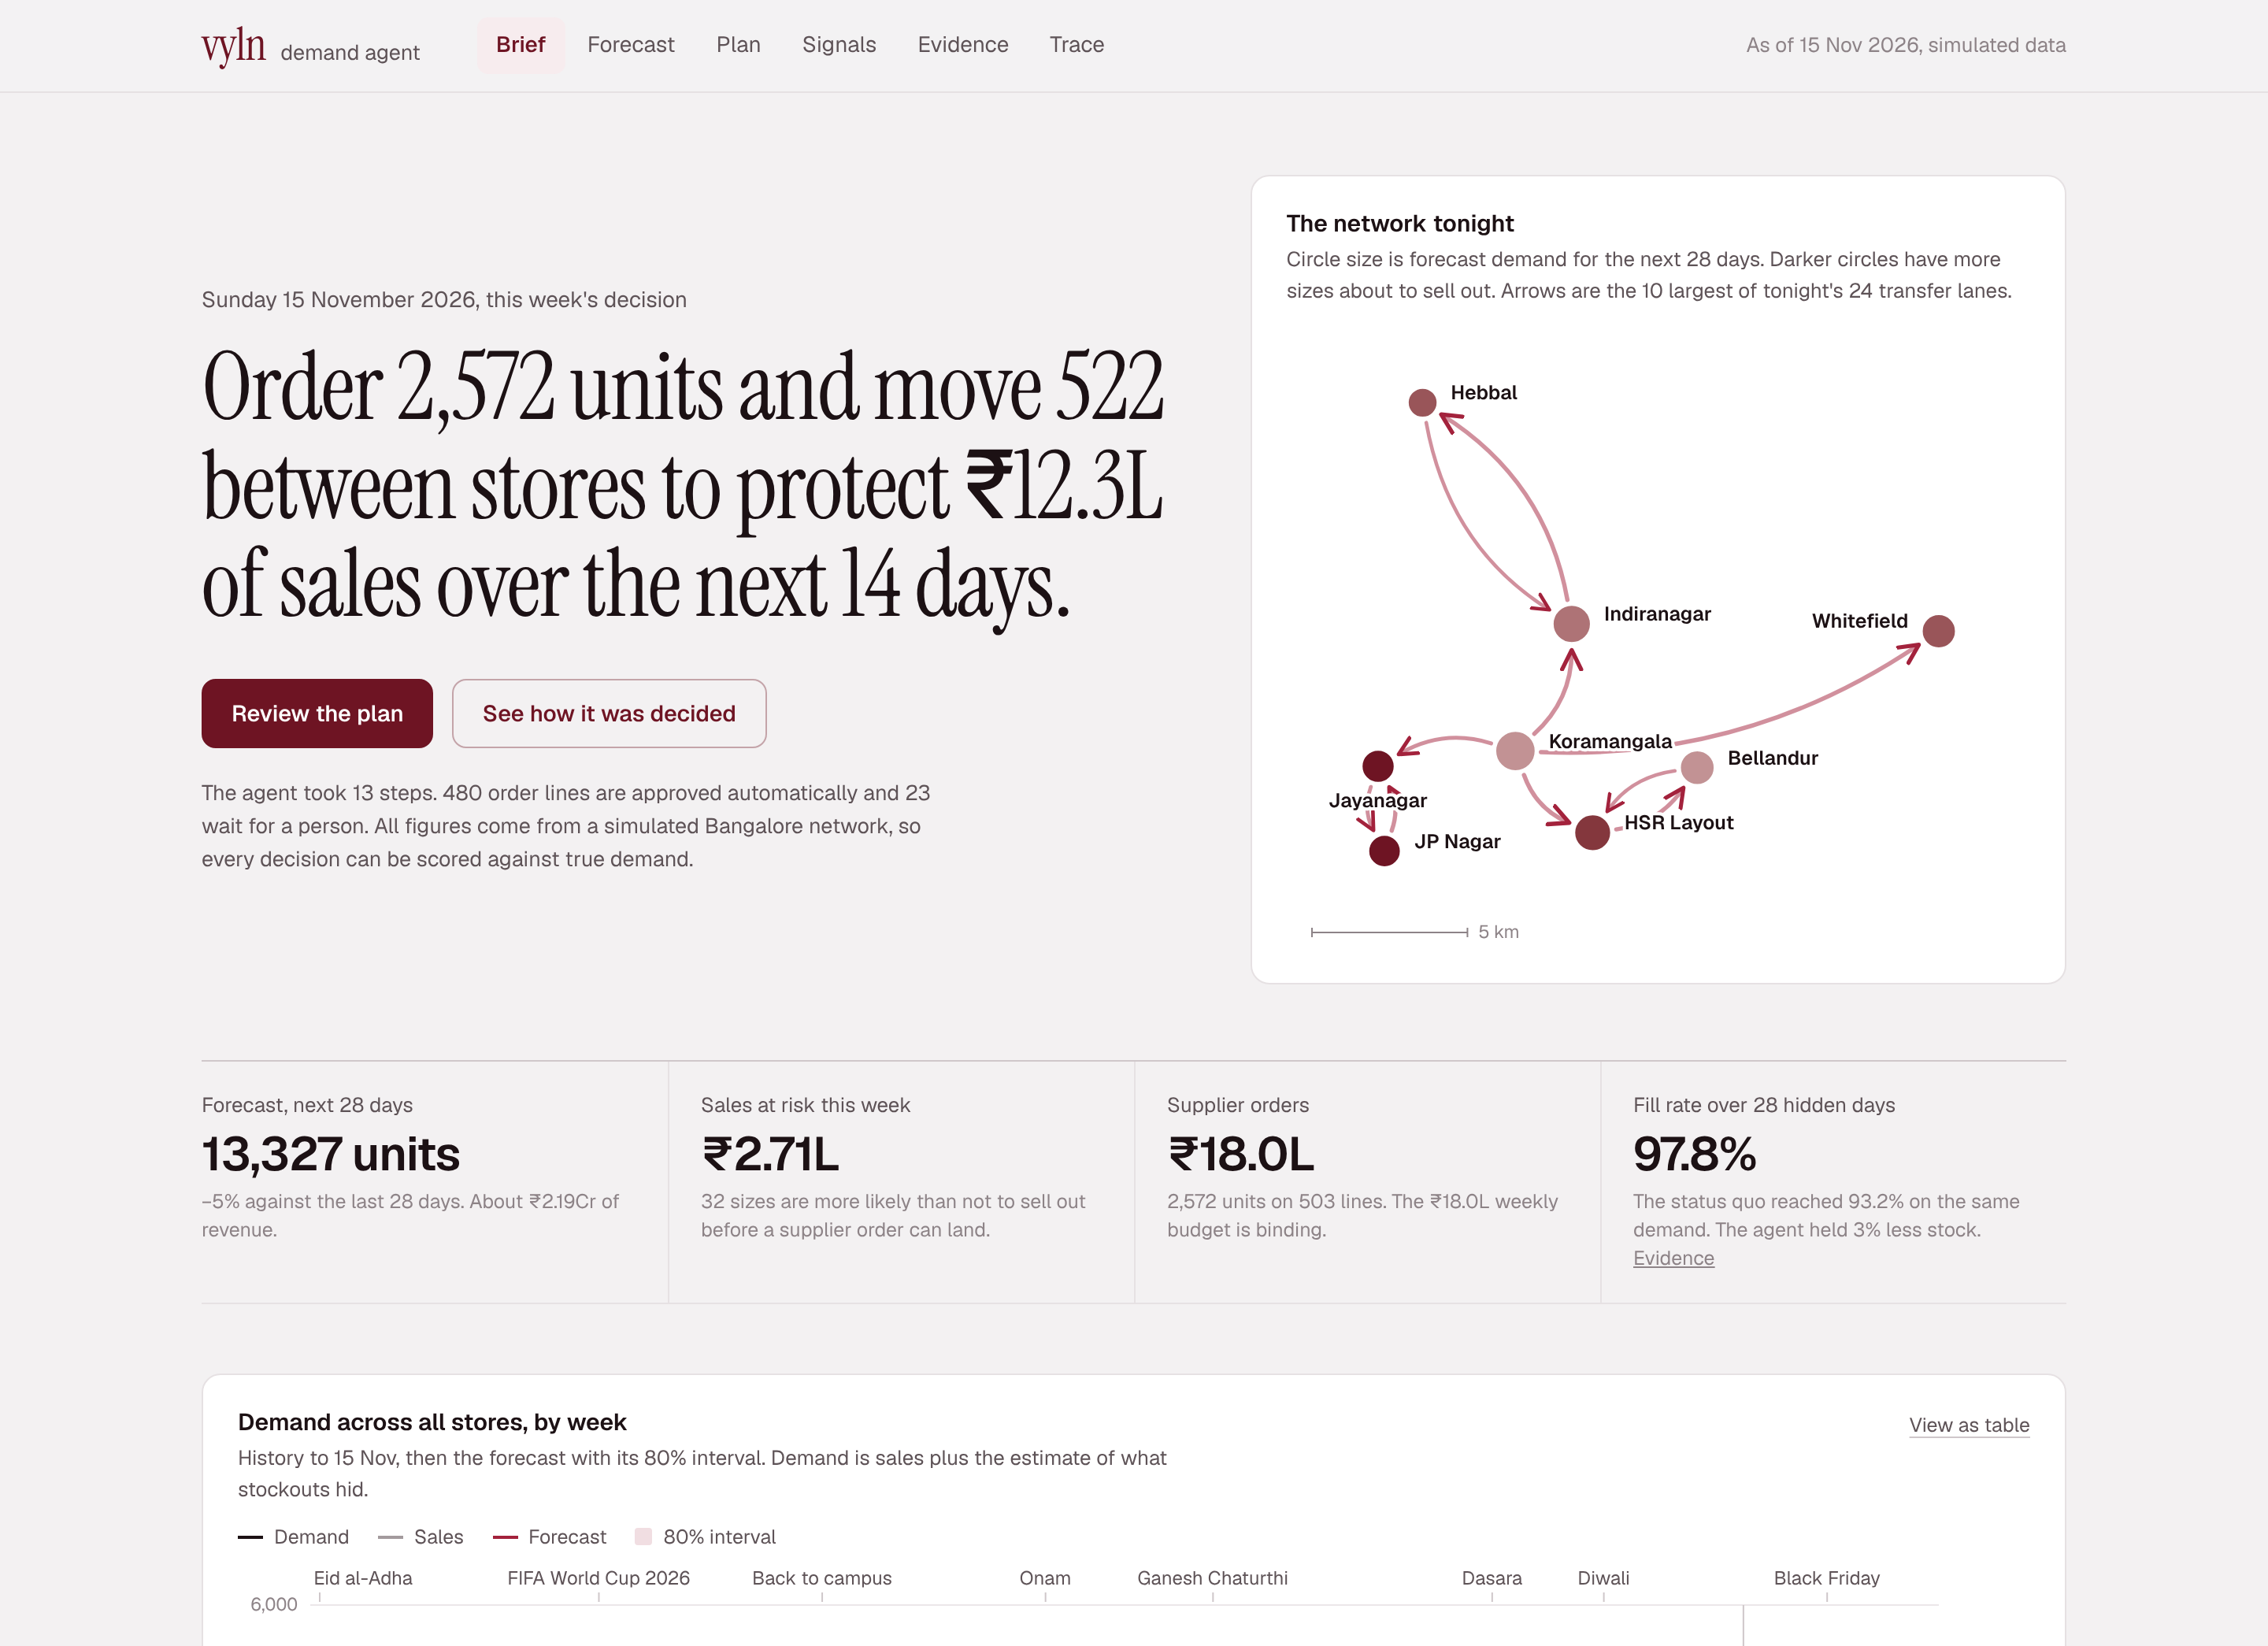 vyln demand agent Brief Forecast Plan Signals Evidence Trace As of 15 Nov 2026, simulated data
Sunday 15 November 2026, this week's decision
Order 2,572 units and move 522
between stores to protect ₹12.3L
of sales over the next 14 days.
Review the plan See how it was decided
The agent took 13 steps. 480 order lines are approved automatically and 23
wait for a person. All figures come from a simulated Bangalore network, so
every decision can be scored against true demand.
The network tonight
Circle size is forecast demand for the next 28 days. Darker circles have more
sizes about to sell out. Arrows are the 10 largest of tonight's 24 transfer lanes.
Hebbal
Indiranagar
Whitefield
Koramangala
Bellandur
Jayanagar
HSR Layout
JP Nagar
5 km
Forecast, next 28 days
13,327 units
−5% against the last 28 days. About ₹2.19Cr of
revenue.
Sales at risk this week
₹2.71L
32 sizes are more likely than not to sell out
before a supplier order can land.
Supplier orders
₹18.0L
2,572 units on 503 lines. The ₹18.0L weekly
budget is binding.
Fill rate over 28 hidden days
97.8%
The status quo reached 93.2% on the same
demand. The agent held 3% less stock.
Evidence
Demand across all stores, by week
View as table
History to 15 Nov, then the forecast with its 80% interval. Demand is sales plus the estimate of what
stockouts hid.
Demand Sales Forecast 80% interval
Eid al-Adha FIFA World Cup 2026 Back to campus Onam Ganesh Chaturthi Dasara Diwali Black Friday
6,000